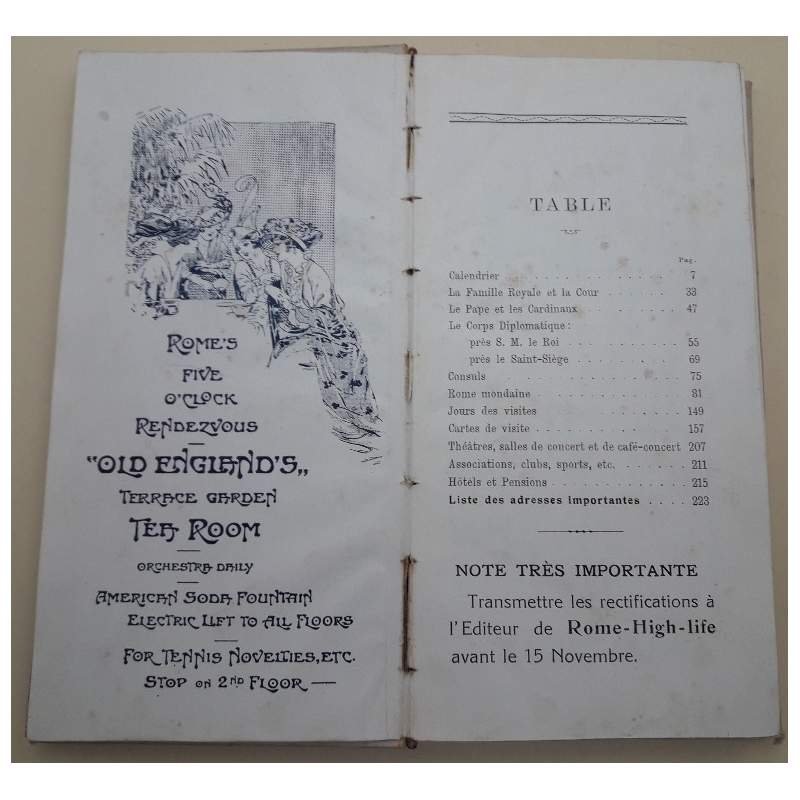 ROME'S
FIVE
O'CLOCK
RENDEZVOUS
"OLD ENGLAND'S„
TERRACE GARDEN
TEA ROOM
ORCHESTRA DAILY
AMERICAN SODA FOUNTAIN
ELECTRIC LIFT TO ALL FLOORS
FOR TENNIS NOVELTIES, ETC.
STOP ON 2ND FLOOR
TABLE
Pag.
Calendrier . . . . . . . . . . . . 7
La Famille Royale et la Cour . . . . . . 33
Le Pape et les Cardinaux . . . . . . . 47
Le Corps Diplomatique:
près S. M. le Roi . . . . . . . . . 55
près le Saint-Siège . . . . . . . . 69
Consuls . . . . . . . . . . . . . 75
Rome mondaine . . . . . . . . . . 81
Jours des visites . . . . . . . . . . 149
Cartes de visite . . . . . . . . . . 157
Théâtres, salles de concert et de café-concert 207
Associations, clubs, sports, etc. . . . . . . 211
Hôtels et Pensions . . . . . . . . . . 215
Liste des adresses importantes . . . . 223
NOTE TRÈS IMPORTANTE
Transmettre les rectifications à
l'Editeur de Rome-High-life
avant le 15 Novembre.